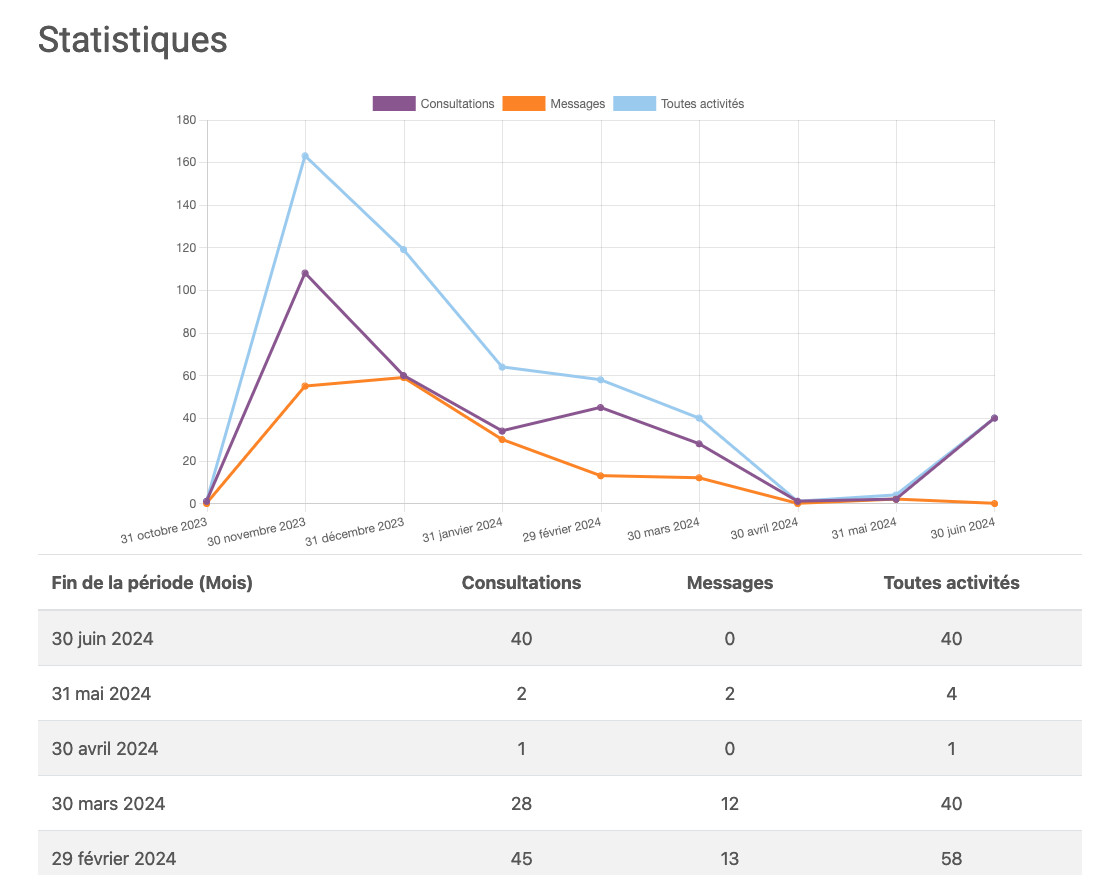 Statistiques
Consultations Messages Toutes activités
180
160
140
120
100
80
60
40
20
0
31 octobre 2023 30 novembre 2023 31 décembre 2023 31 janvier 2024 29 février 2024 30 mars 2024 30 avril 2024 31 mai 2024 30 juin 2024
Fin de la période (Mois) Consultations Messages Toutes activités
30 juin 2024 40 0 40
31 mai 2024 2 2 4
30 avril 2024 1 0 1
30 mars 2024 28 12 40
29 février 2024 45 13 58